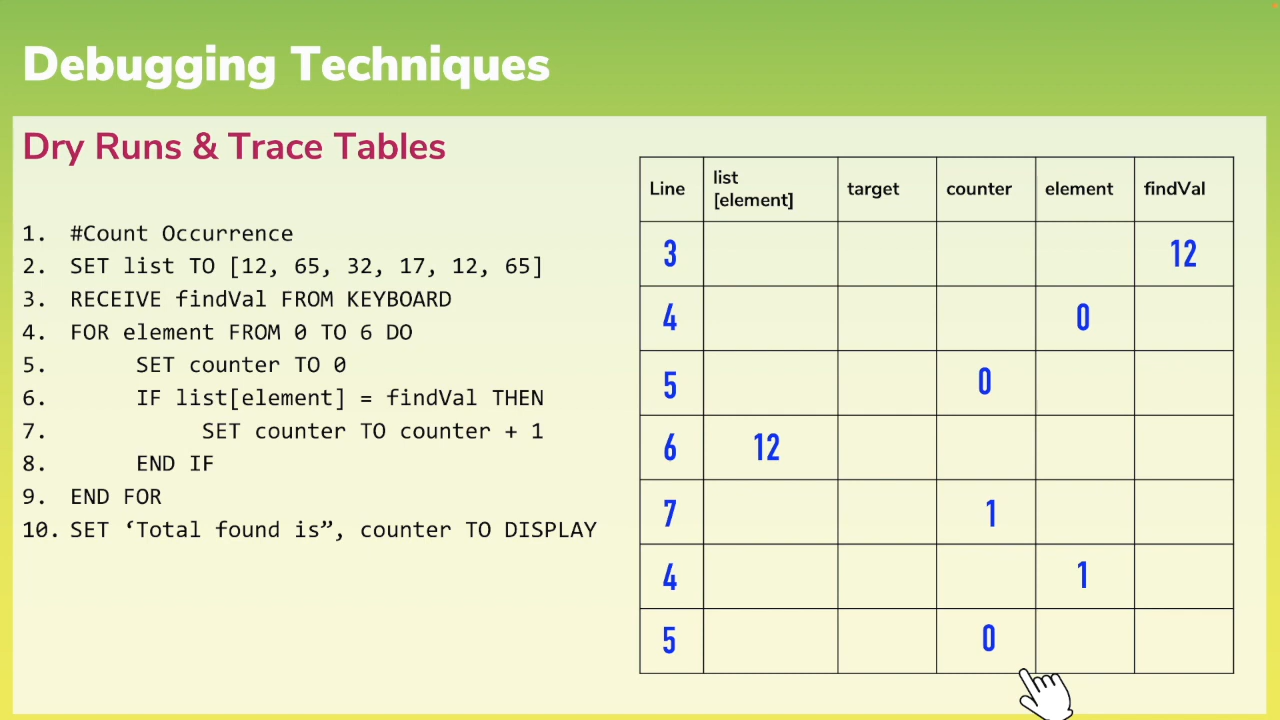 Debugging Techniques
Dry Runs & Trace Tables
1. #Count Occurrence
2. SET list TO [12, 65, 32, 17, 12, 65]
3. RECEIVE findVal FROM KEYBOARD
4. FOR element FROM 0 TO 6 DO
5. SET counter TO 0
6. IF list[element] = findVal THEN
7. SET counter TO counter + 1
8. END IF
9. END FOR
10. SET ‘Total found is”, counter TO DISPLAY
Line list [element] target counter element findVal
3 12
4 0
5 0
6 12
7 1
4 1
5 0